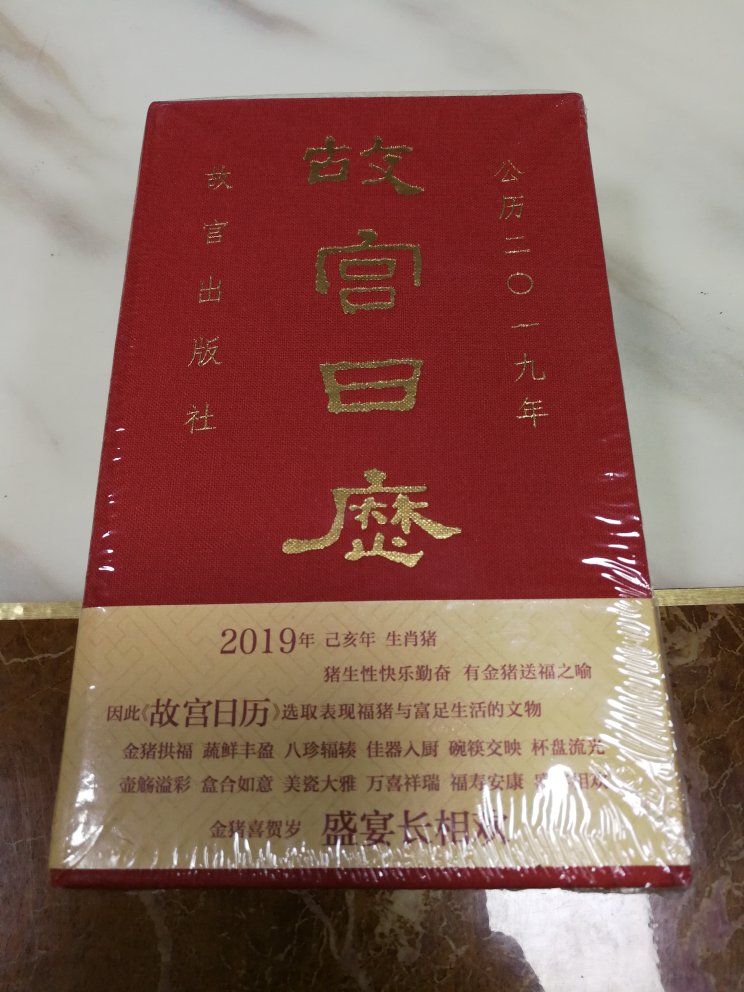 公历二〇一九年
故宫日历
故宫出版社
2019年 己亥年 生肖猪
猪生性快乐勤奋 有金猪送福之喻
因此《故宫日历》选取表现福猪与富足生活的文物
金猪拱福 蔬鲜丰盈 八珍辐辏 佳器入厨 碗筷交映 杯盘流光
壶觞溢彩 盒合如意 美瓷大雅 万喜祥瑞 福寿安康 相欢
金猪喜贺岁 盛宴长相欢